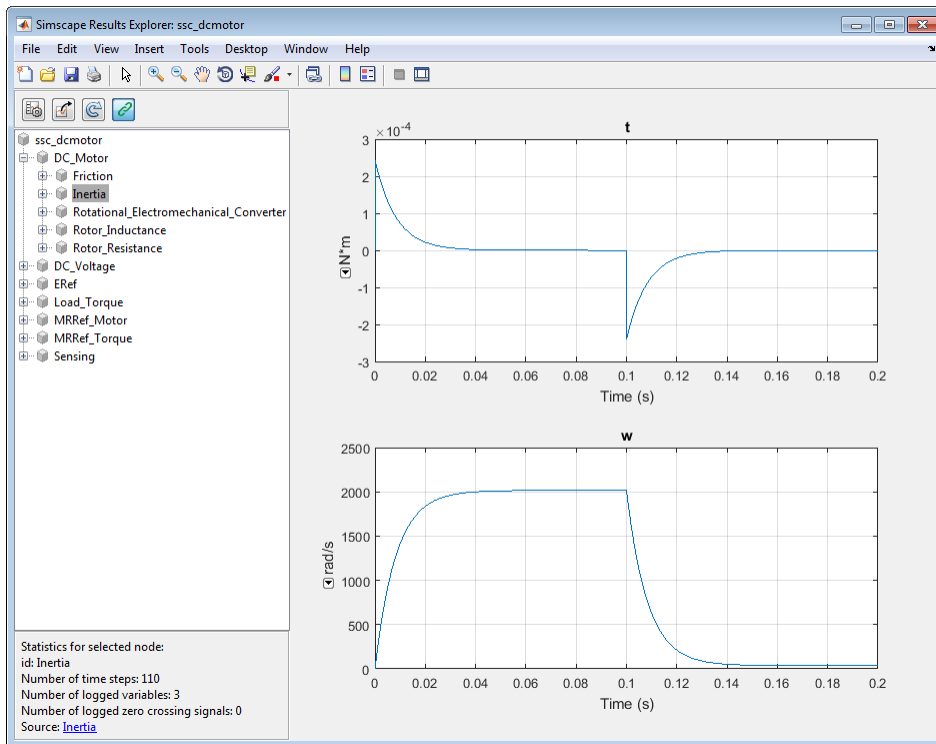 Simscape Results Explorer: ssc_dcmotor
File Edit View Insert Tools Desktop Window Help
ssc_dcmotor
DC_Motor
Friction
Inertia
Rotational_Electromechanical_Converter
Rotor_Inductance
Rotor_Resistance
DC_Voltage
ERef
Load_Torque
MRRef_Motor
MRRef_Torque
Sensing
Statistics for selected node:
id: Inertia
Number of time steps: 110
Number of logged variables: 3
Number of logged zero crossing signals: 0
Source: Inertia
×10⁻⁴
t
3
2
1
0
-1
-2
-3
N*m
0 0.02 0.04 0.06 0.08 0.1 0.12 0.14 0.16 0.18 0.2
Time (s)
w
2500
2000
1500
1000
500
0
rad/s
0 0.02 0.04 0.06 0.08 0.1 0.12 0.14 0.16 0.18 0.2
Time (s)